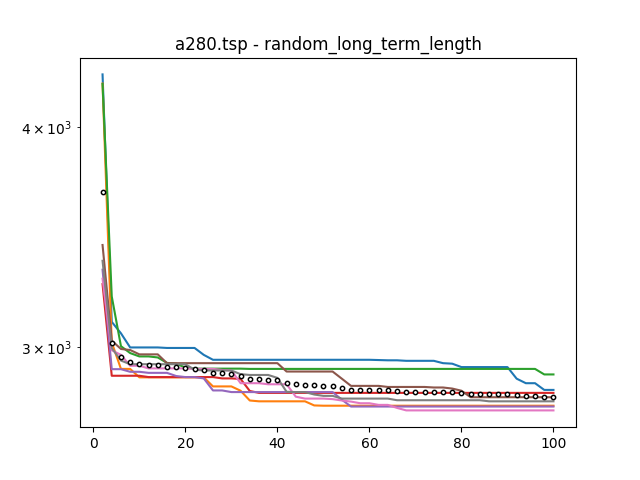 a280.tsp - random_long_term_length
4 × 10³
3 × 10³
0 20 40 60 80 100